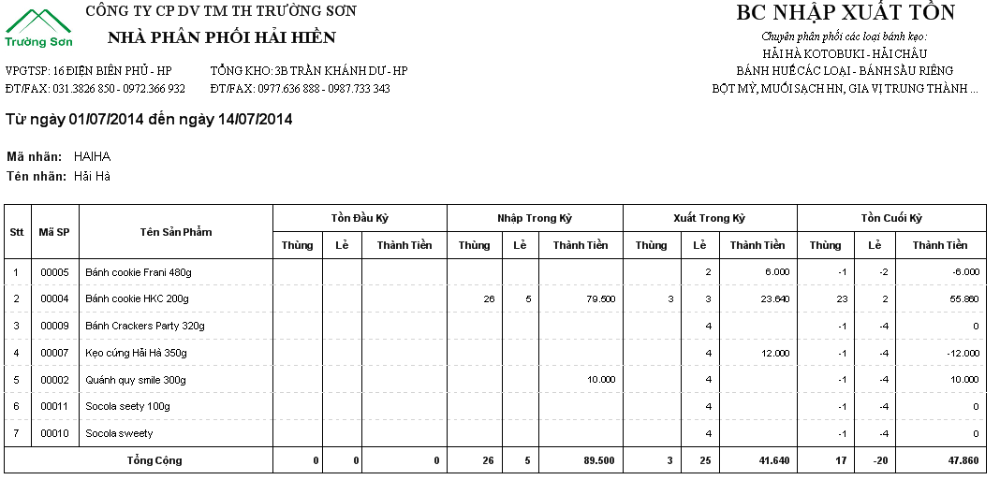 Trường Sơn
CÔNG TY CP DV TM TH TRƯỜNG SƠN
NHÀ PHÂN PHỐI HẢI HIỀN
VPGTSP: 16 ĐIỆN BIÊN PHỦ - HP TỔNG KHO: 3B TRẦN KHÁNH DƯ - HP
ĐT/FAX: 031.3826 850 - 0972.366 932 ĐT/FAX: 0977.636 888 - 0987.733 343
BC NHẬP XUẤT TỒN
Chuyên phân phối các loại bánh kẹo:
HẢI HÀ KOTOBUKI - HẢI CHÂU
BÁNH HUẾ CÁC LOẠI - BÁNH SẦU RIÊNG
BỘT MỲ, MUỐI SẠCH HN, GIA VỊ TRUNG THÀNH ...
Từ ngày 01/07/2014 đến ngày 14/07/2014
Mã nhãn: HAIHA
Tên nhãn: Hải Hà
Stt Mã SP Tên Sản Phẩm Tồn Đầu Kỳ Nhập Trong Kỳ Xuất Trong Kỳ Tồn Cuối Kỳ
Thùng Lẻ Thành Tiền Thùng Lẻ Thành Tiền Thùng Lẻ Thành Tiền Thùng Lẻ Thành Tiền
1 00005 Bánh cookie Frani 480g 2 6.000 -1 -2 -6.000
2 00004 Bánh cookie HKC 200g 26 5 79.500 3 3 23.640 23 2 55.860
3 00009 Bánh Crackers Party 320g 4 -1 -4 0
4 00007 Kẹo cứng Hải Hà 350g 4 12.000 -1 -4 -12.000
5 00002 Quánh quy smile 300g 10.000 4 -1 -4 10.000
6 00011 Socola seety 100g 4 -1 -4 0
7 00010 Socola sweety 4 -1 -4 0
Tổng Cộng 0 0 0 26 5 89.500 3 25 41.640 17 -20 47.860